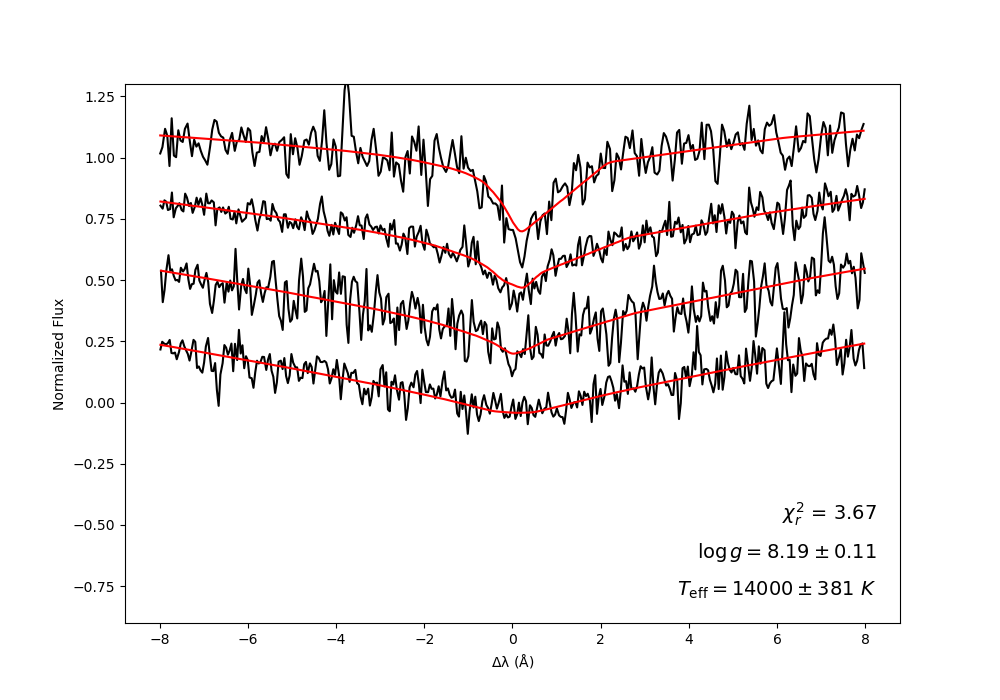 1.25
1.00
0.75
0.50
0.25
0.00
−0.25
−0.50
−0.75
Normalized Flux
χ²ᵣ = 3.67
log g = 8.19 ± 0.11
T_eff = 14000 ± 381 K
−8 −6 −4 −2 0 2 4 6 8
Δλ (Å)